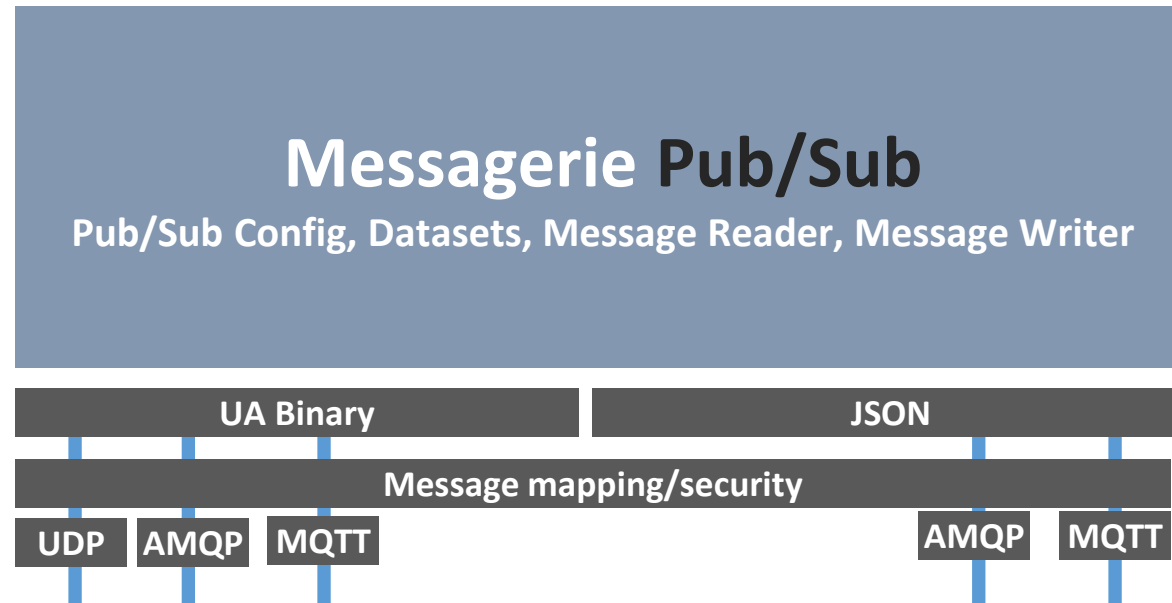 Messagerie Pub/Sub
Pub/Sub Config, Datasets, Message Reader, Message Writer
UA Binary
JSON
Message mapping/security
UDP
AMQP
MQTT
AMQP
MQTT